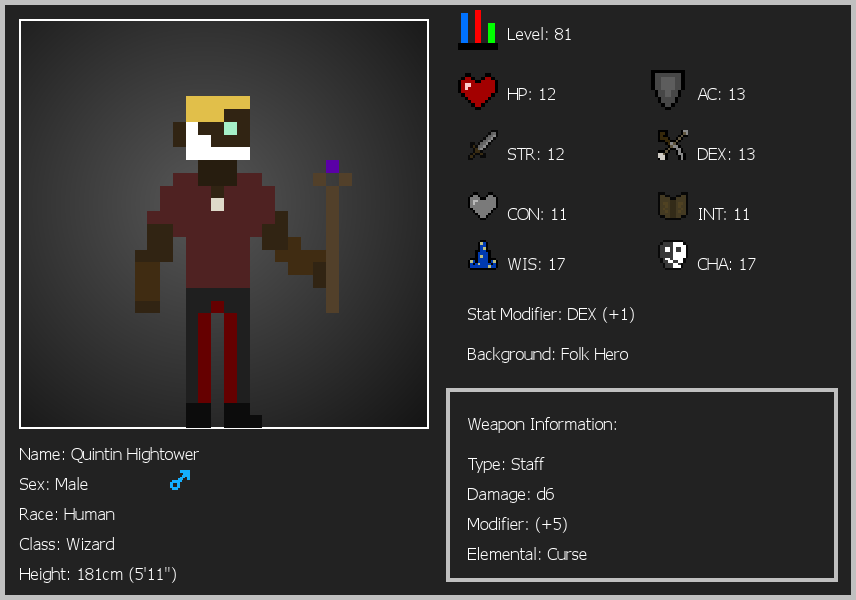 Level: 81
HP: 12
AC: 13
STR: 12
DEX: 13
CON: 11
INT: 11
WIS: 17
CHA: 17
Stat Modifier: DEX (+1)
Background: Folk Hero
Weapon Information:
Type: Staff
Damage: d6
Modifier: (+5)
Elemental: Curse
Name: Quintin Hightower
Sex: Male
Race: Human
Class: Wizard
Height: 181cm (5'11")